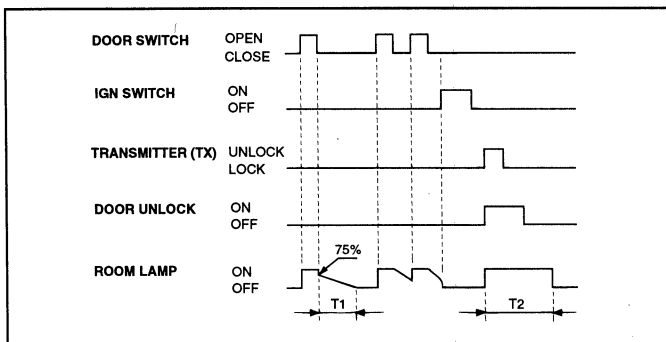 DOOR SWITCH OPEN
CLOSE
IGN SWITCH ON
OFF
TRANSMITTER (TX) UNLOCK
LOCK
DOOR UNLOCK ON
OFF
75%
ROOM LAMP ON
OFF
T1 T2